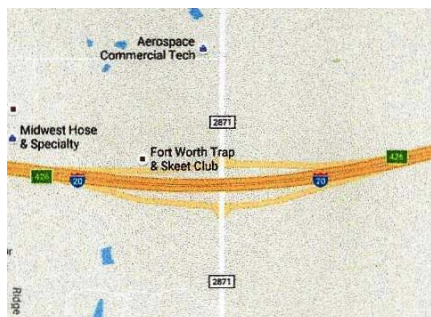 Aerospace
Commercial Tech
2871
Midwest Hose
& Specialty
Fort Worth Trap
& Skeet Club
426
426
20
20
2871
Ridge